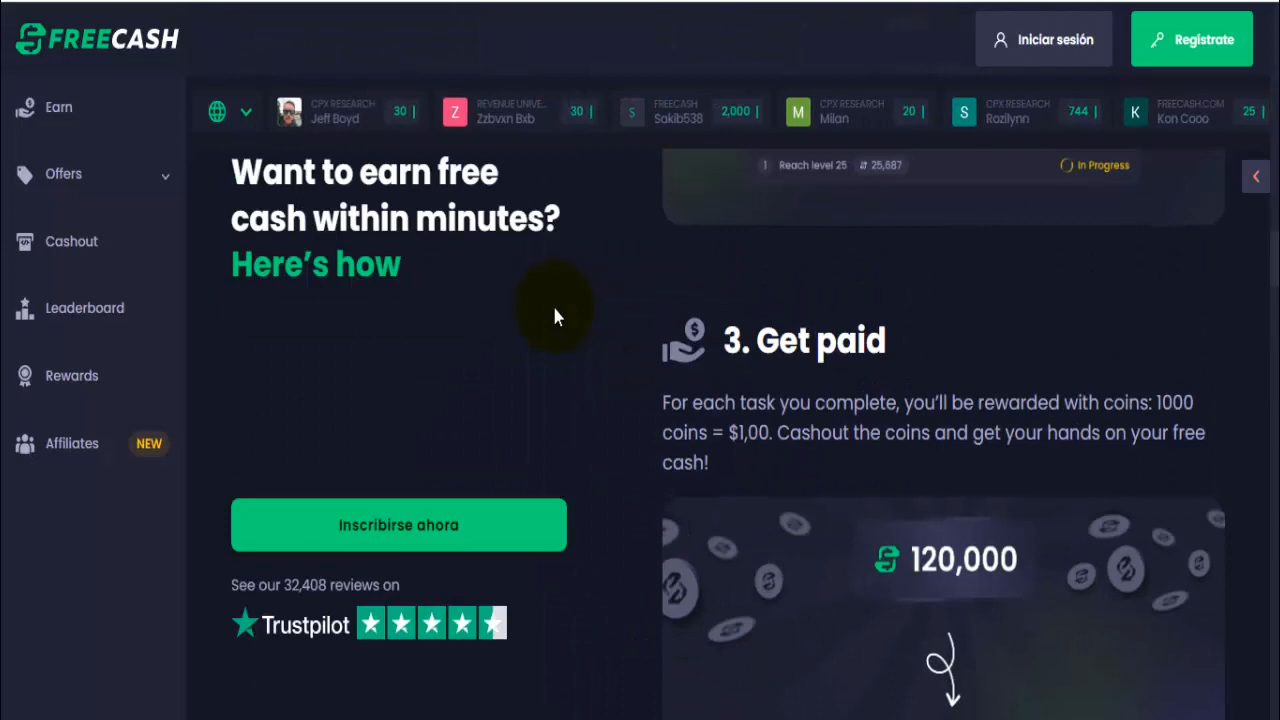 FREECASH
Iniciar sesión
Regístrate
Earn
Offers
Cashout
Leaderboard
Rewards
Affiliates NEW
CPX RESEARCH
Jeff Boyd
30
Z
REVENUE UNIVE...
Zzbvxn Bxb
30
S
FREECASH
Sakib538
2,000
M
CPX RESEARCH
Milan
20
S
CPX RESEARCH
Rozilynn
744
K
FREECASH.COM
Kon Cooo
25
Want to earn free
cash within minutes?
Here's how
Inscribirse ahora
See our 32,408 reviews on
Trustpilot
1 Reach level 25 25,687 In Progress
3. Get paid
For each task you complete, you'll be rewarded with coins: 1000
coins = $1,00. Cashout the coins and get your hands on your free
cash!
120,000